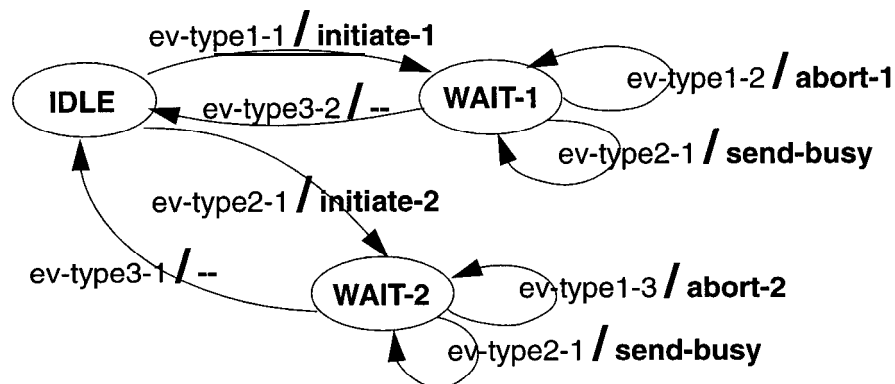 ev-type1-1 / initiate-1
IDLE
WAIT-1
ev-type1-2 / abort-1
ev-type3-2 / --
ev-type2-1 / send-busy
ev-type2-1 / initiate-2
ev-type3-1 / --
WAIT-2
ev-type1-3 / abort-2
ev-type2-1 / send-busy